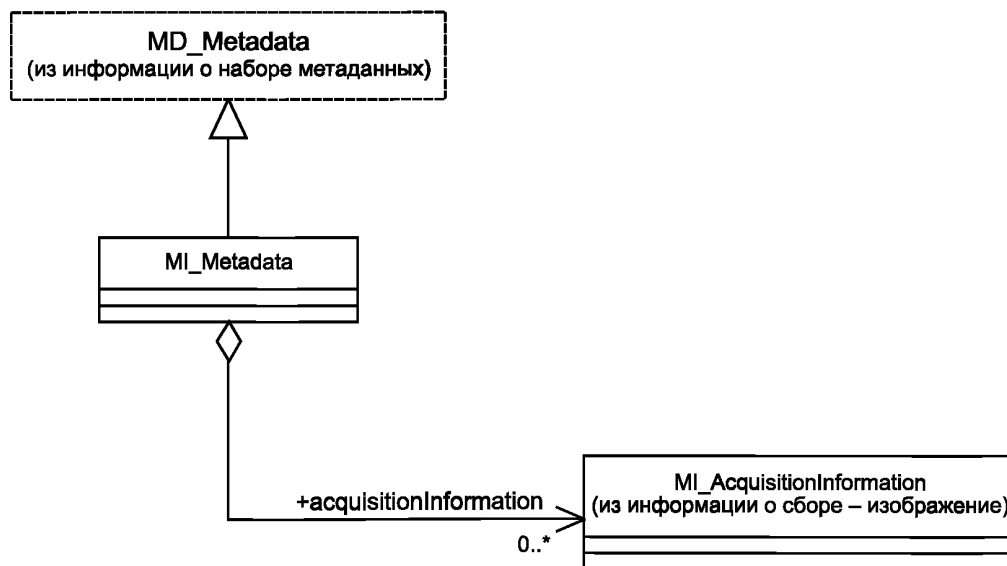 MD_Metadata
(из информации о наборе метаданных)
MI_Metadata
+acquisitionInformation
0..*
MI_AcquisitionInformation
(из информации о сборе – изображение)